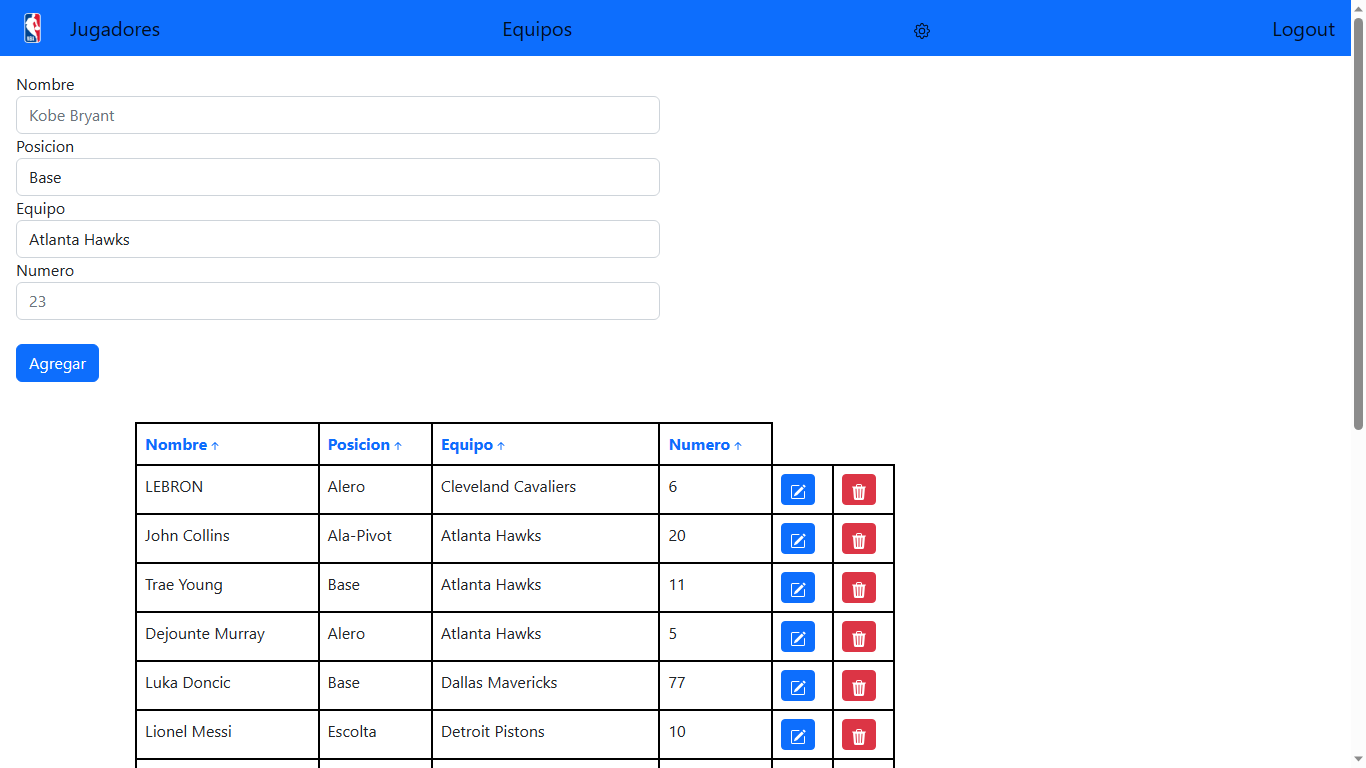 Jugadores Equipos Logout
Nombre
Kobe Bryant
Posicion
Base
Equipo
Atlanta Hawks
Numero
23
Agregar
Nombre ↑ Posicion ↑ Equipo ↑ Numero ↑
LEBRON Alero Cleveland Cavaliers 6
John Collins Ala-Pivot Atlanta Hawks 20
Trae Young Base Atlanta Hawks 11
Dejounte Murray Alero Atlanta Hawks 5
Luka Doncic Base Dallas Mavericks 77
Lionel Messi Escolta Detroit Pistons 10